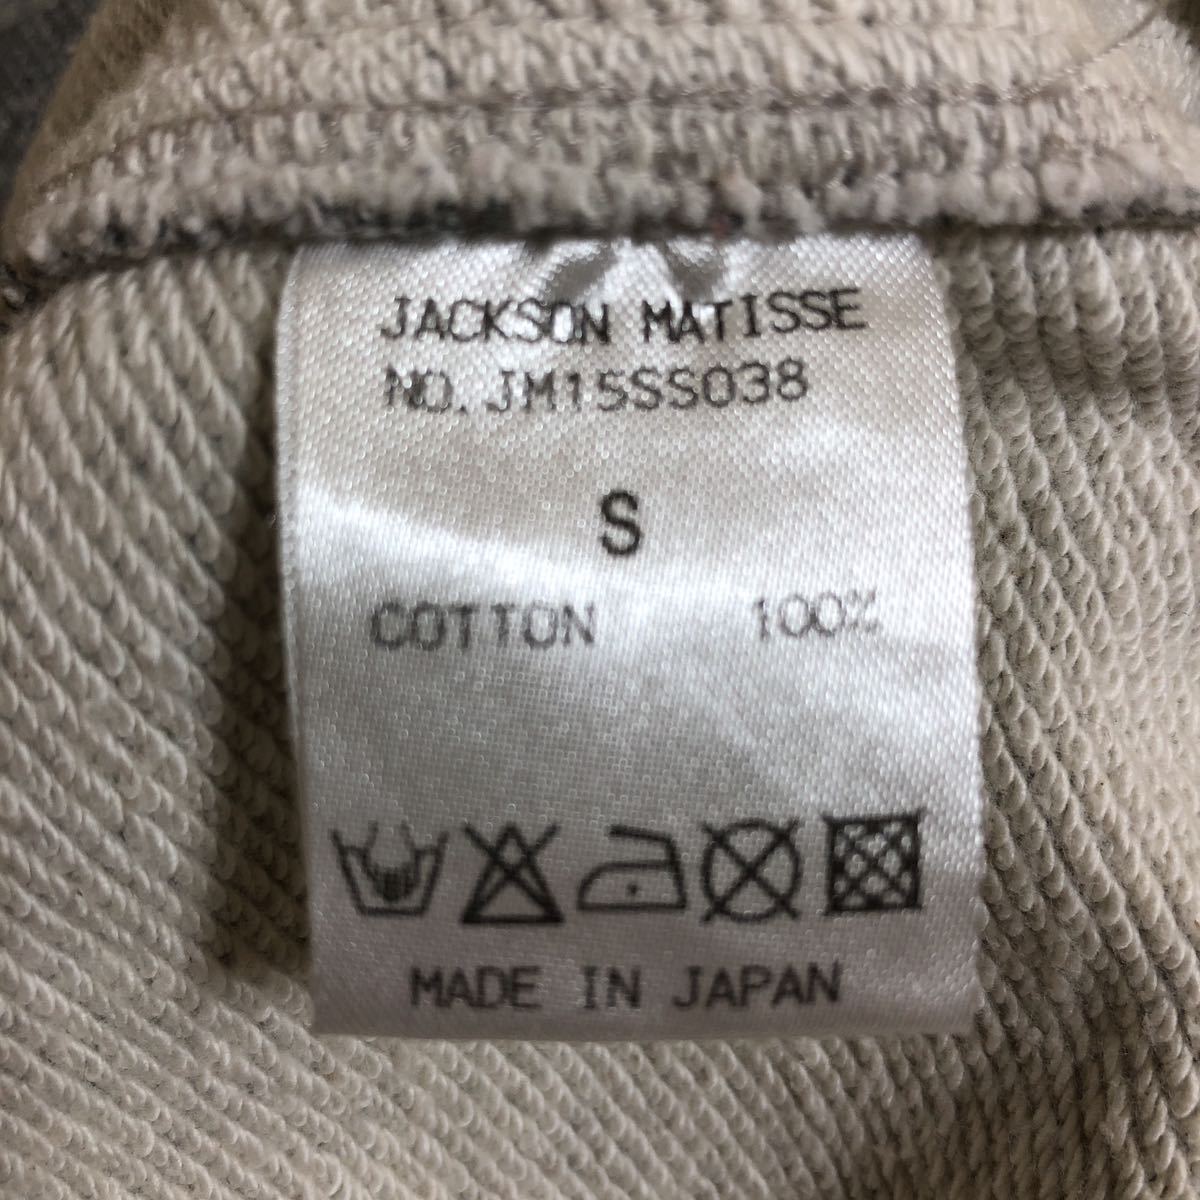 JACKSON MATISSE
NO.JM15SS038
S
COTTON 100%
MADE IN JAPAN